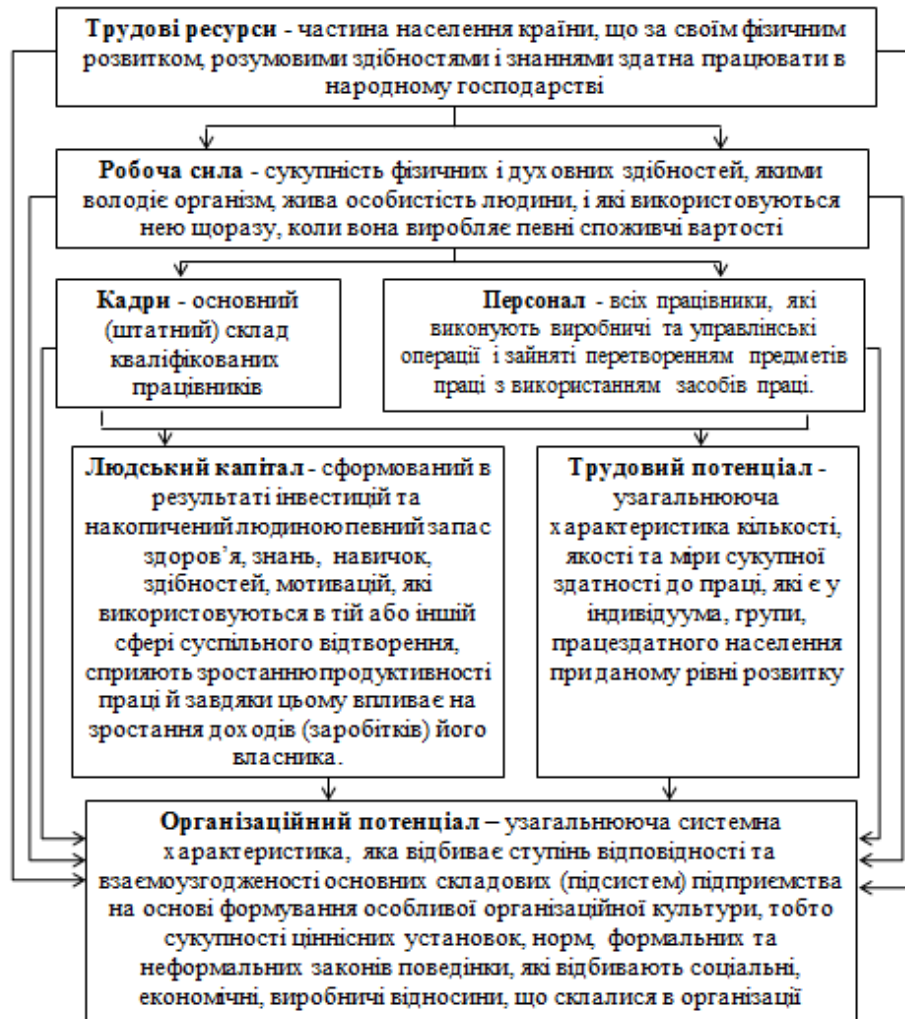 Трудові ресурси - частина населення країни, що за своїм фізичним
розвитком, розумовими здібностями і знаннями здатна працювати в
народному господарстві
Робоча сила - сукупність фізичних і духовних здібностей, якими
володіє організм, жива особистість людини, і які використовуються
нею щоразу, коли вона виробляє певні споживчі вартості
Кадри - основний
(штатний) склад
кваліфікованих
працівників
Персонал - всіх працівники, які
виконують виробничі та управлінські
операції і зайняті перетворенням предметів
праці з використанням засобів праці.
Людський капітал - сформований в
результаті інвестицій та
накопичений людиною певний запас
здоров’я, знань, навичок,
здібностей, мотивацій, які
використовуються в тій або іншій
сфері суспільного відтворення,
сприяють зростанню продуктивності
праці й завдяки цьому впливає на
зростання доходів (заробітків) його
власника.
Трудовий потенціал -
узагальнююча
характеристика кількості,
якості та міри сукупної
здатності до праці, які є у
індивідуума, групи,
працездатного населення
при даному рівні розвитку
Організаційний потенціал – узагальнююча системна
характеристика, яка відбиває ступінь відповідності та
взаємоузгодженості основних складових (підсистем) підприємства
на основі формування особливої організаційної культури, тобто
сукупності ціннісних установок, норм, формальних та
неформальних законів поведінки, які відбивають соціальні,
економічні, виробничі відносини, що склалися в організації